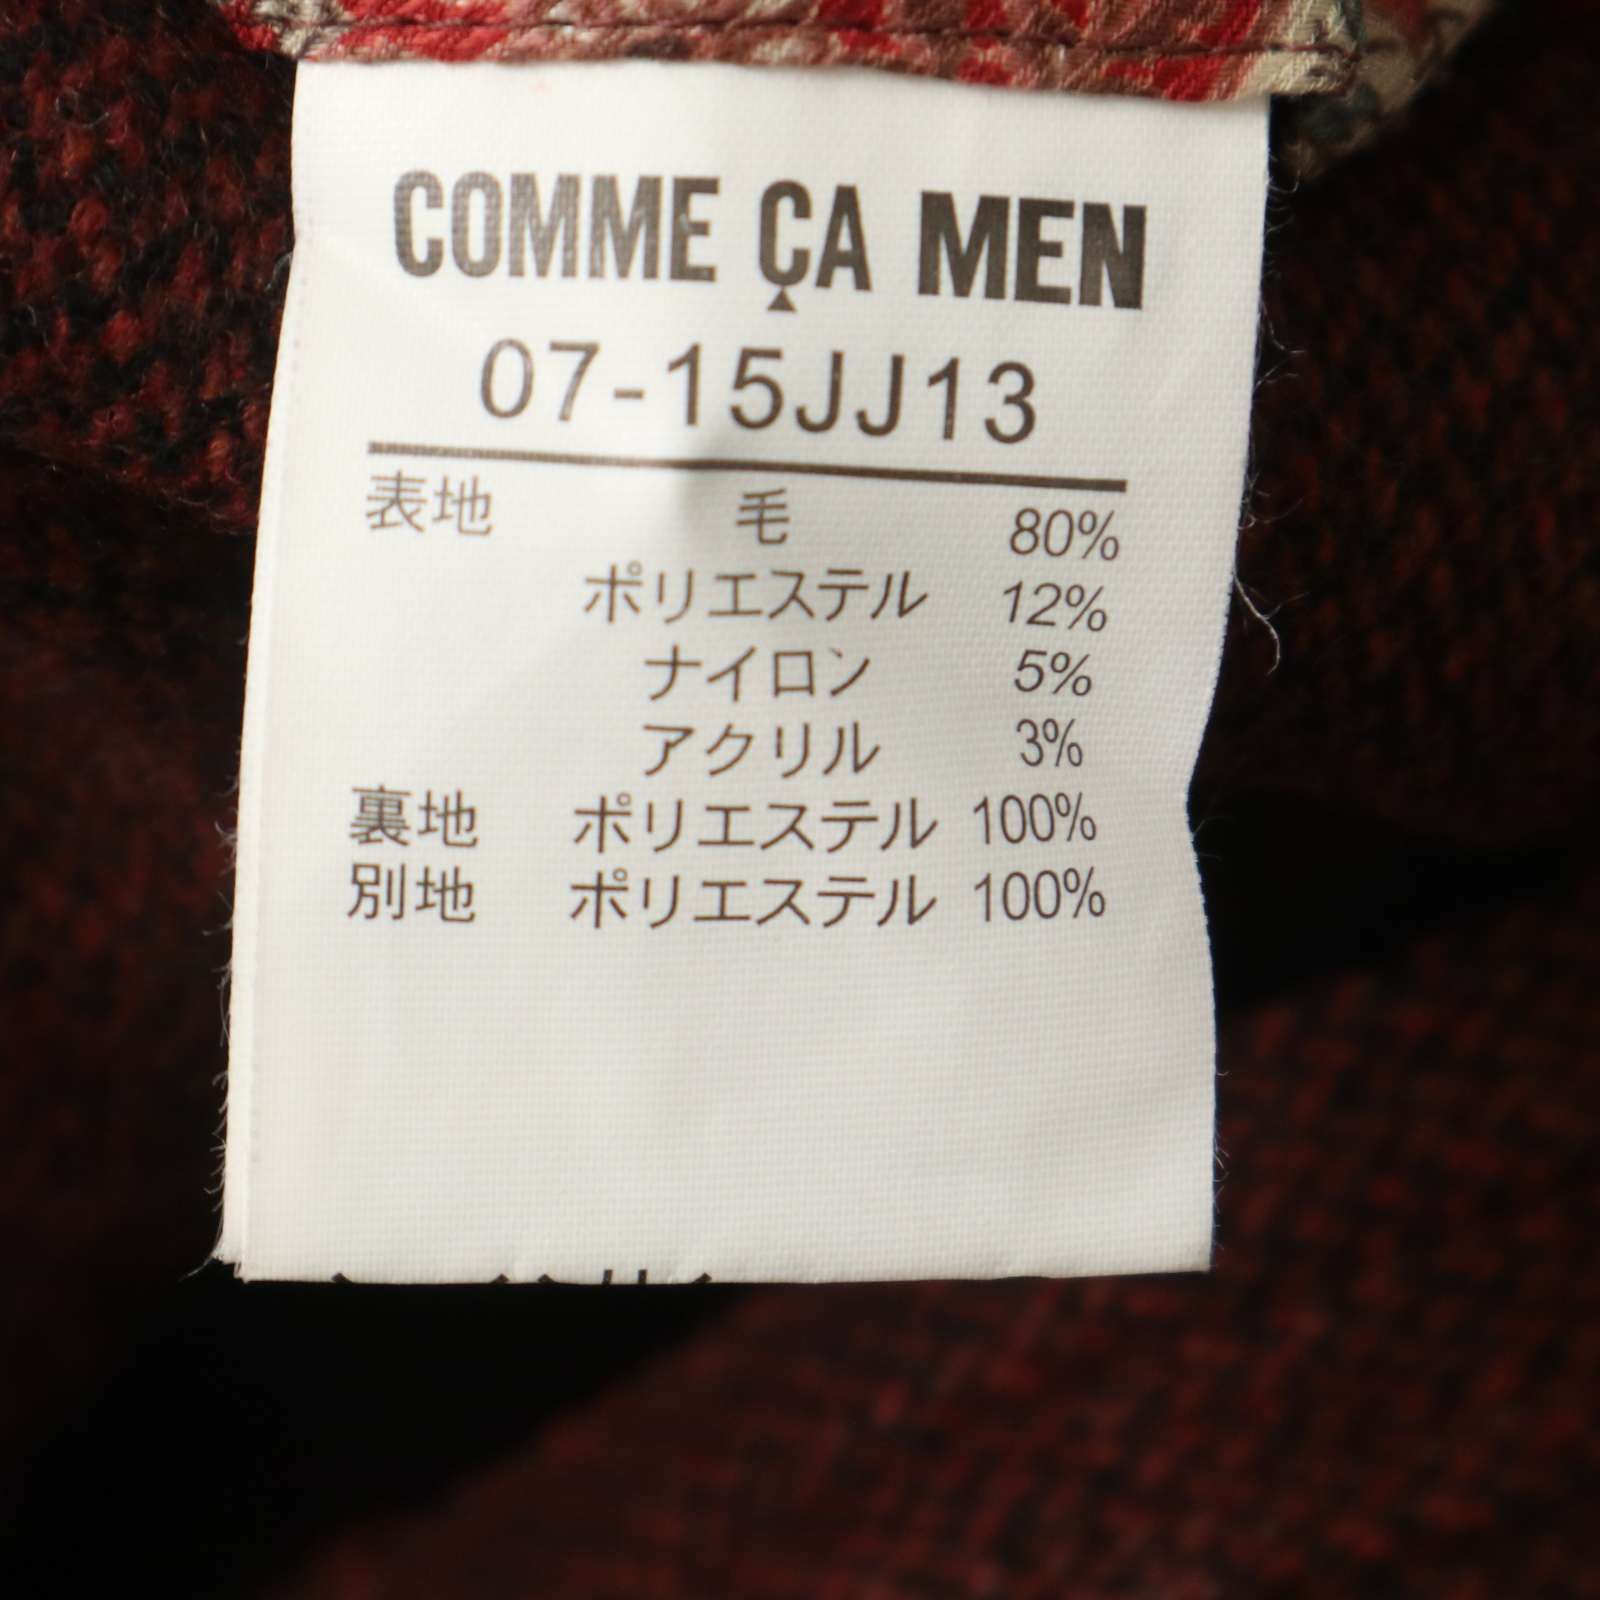 COMME ÇA MEN
07-15JJ13
表地 毛 80%
ポリエステル 12%
ナイロン 5%
アクリル 3%
裏地 ポリエステル 100%
別地 ポリエステル 100%